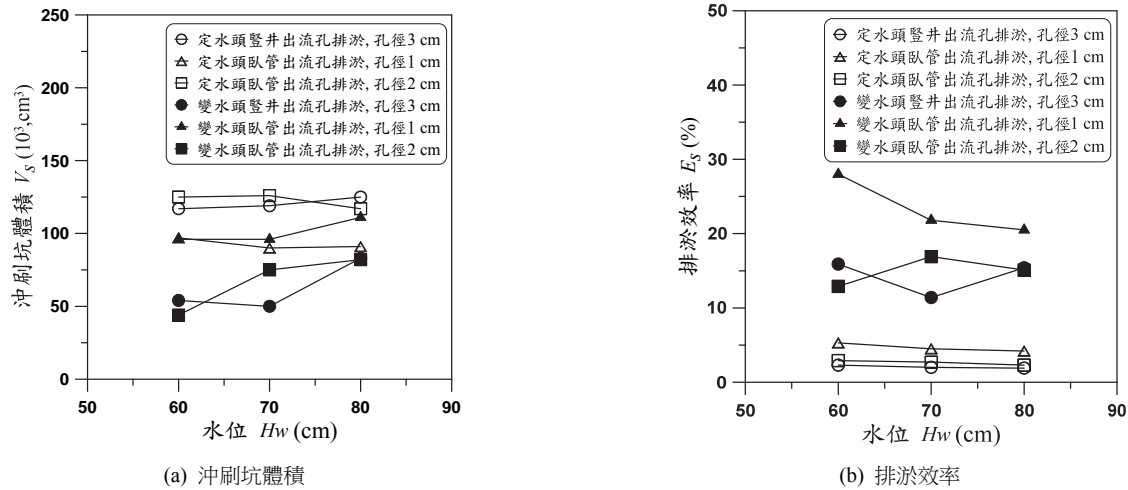 250
200
150
100
50
0
沖刷坑體積 Vs (10³,cm³)
定水頭豎井出流孔排淤, 孔徑3 cm
定水頭臥管出流孔排淤, 孔徑1 cm
定水頭臥管出流孔排淤, 孔徑2 cm
變水頭豎井出流孔排淤, 孔徑3 cm
變水頭臥管出流孔排淤, 孔徑1 cm
變水頭臥管出流孔排淤, 孔徑2 cm
50 60 70 80 90
水位 Hw (cm)
(a) 沖刷坑體積
50
40
30
20
10
0
排淤效率 Es (%)
定水頭豎井出流孔排淤, 孔徑3 cm
定水頭臥管出流孔排淤, 孔徑1 cm
定水頭臥管出流孔排淤, 孔徑2 cm
變水頭豎井出流孔排淤, 孔徑3 cm
變水頭臥管出流孔排淤, 孔徑1 cm
變水頭臥管出流孔排淤, 孔徑2 cm
50 60 70 80 90
水位 Hw (cm)
(b) 排淤效率